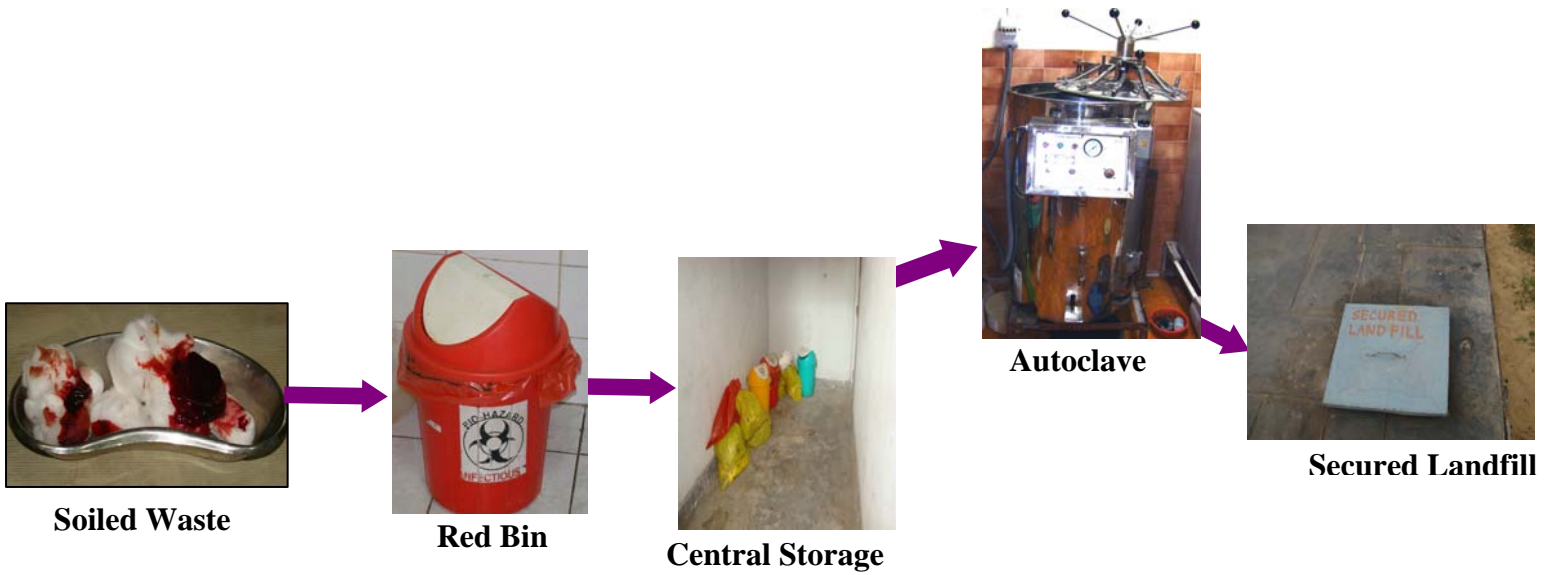 Soiled Waste
BIO-HAZARD
INFECTIOUS
Red Bin
Central Storage
Autoclave
SECURED
LAND FILL
Secured Landfill